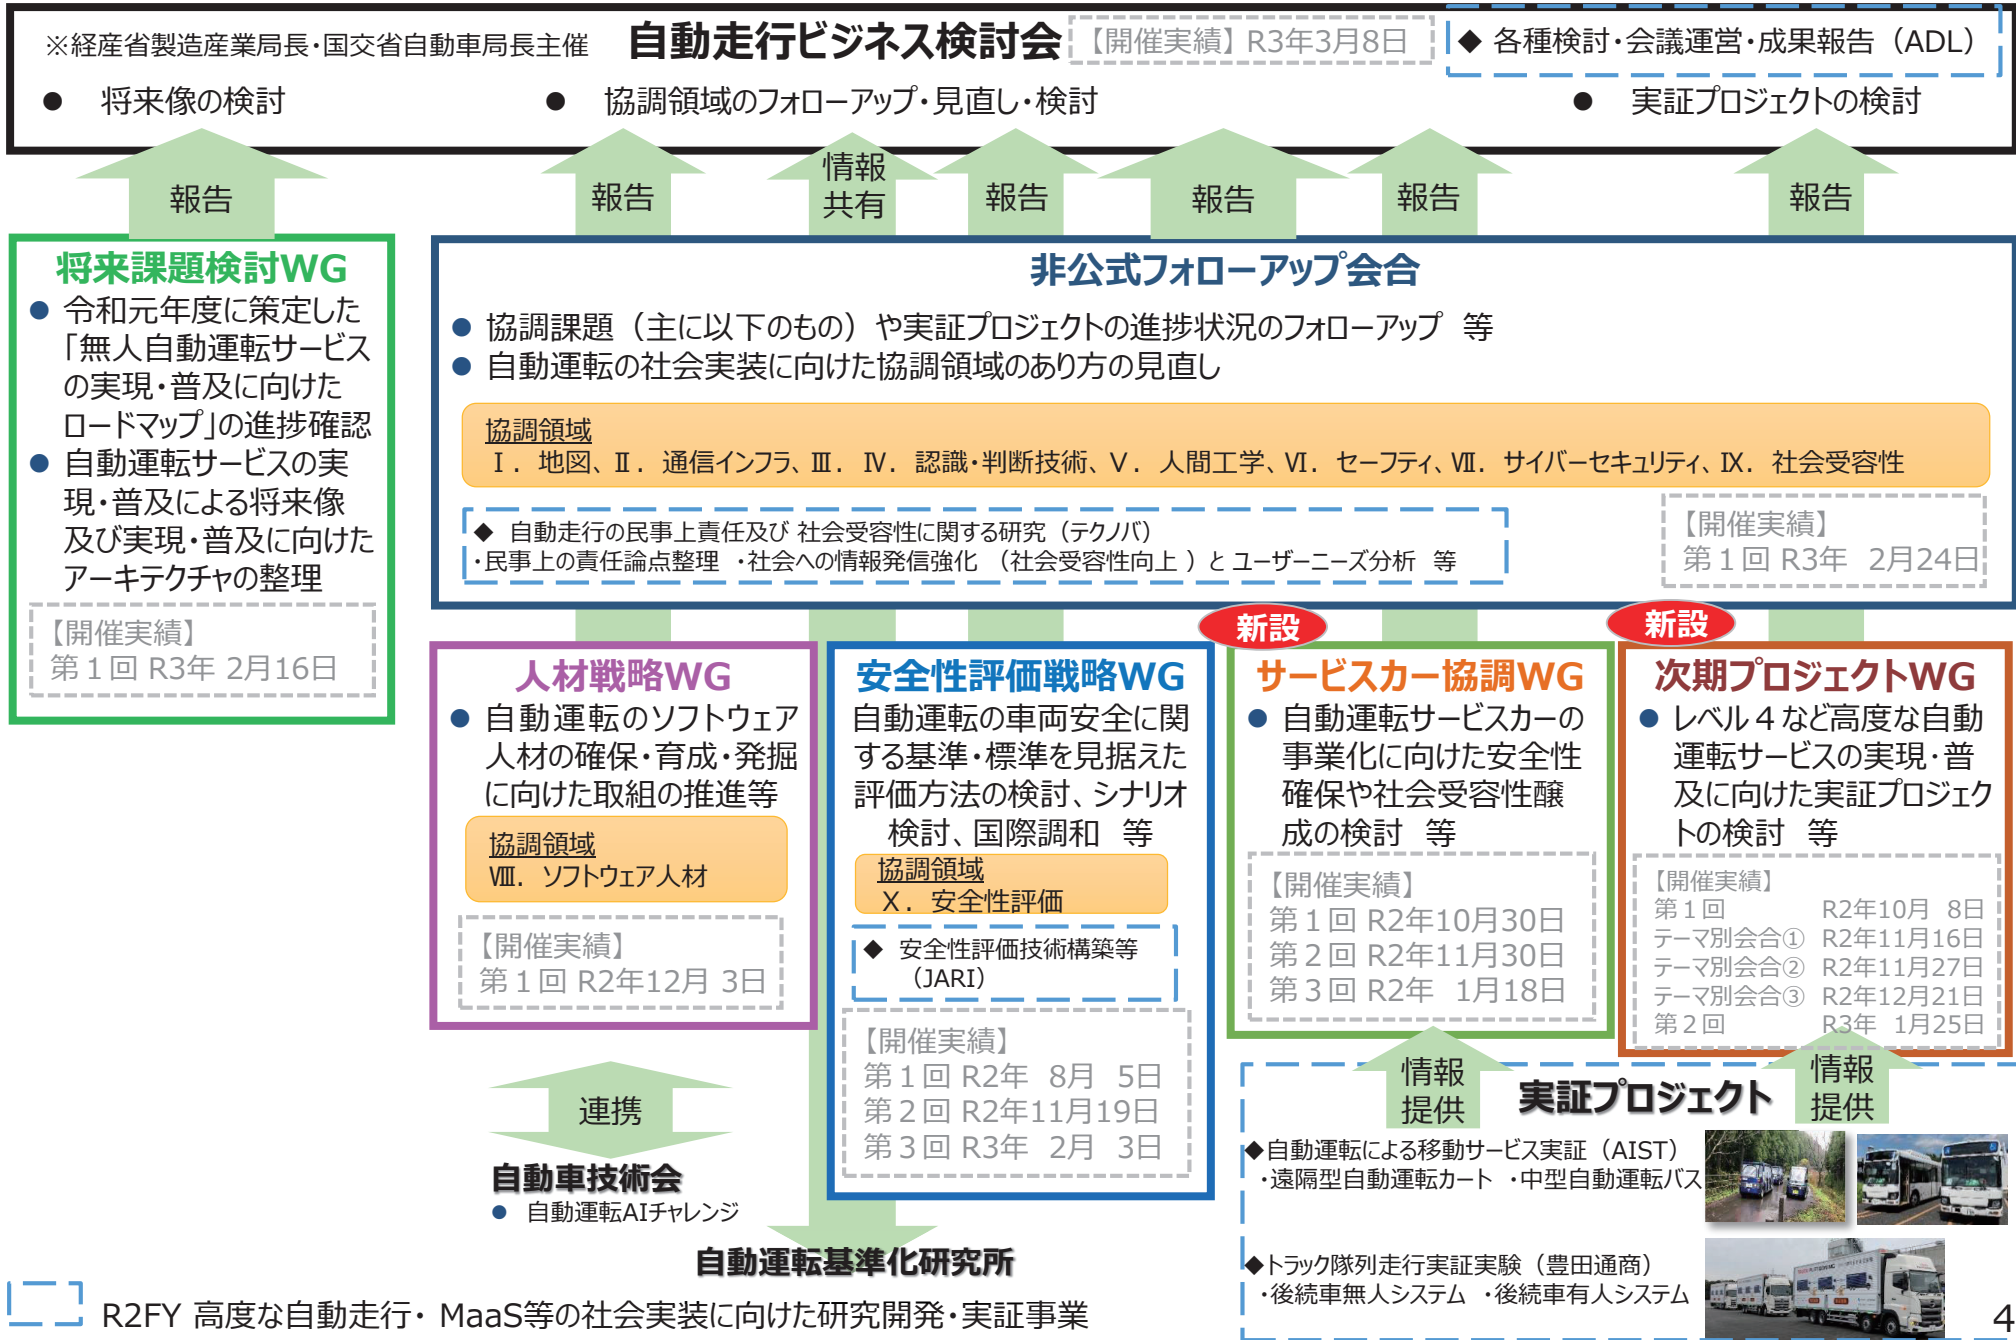 ※経産省製造産業局長・国交省自動車局長主催
自動走行ビジネス検討会
【開催実績】R3年3月8日
◆ 各種検討・会議運営・成果報告（ADL）
● 将来像の検討
● 協調領域のフォローアップ・見直し・検討
● 実証プロジェクトの検討
報告
報告
情報
共有
報告
報告
報告
報告
将来課題検討WG
● 令和元年度に策定した
「無人自動運転サービス
の実現・普及に向けた
ロードマップ」の進捗確認
● 自動運転サービスの実
現・普及による将来像
及び実現・普及に向けた
アーキテクチャの整理
【開催実績】
第１回 R3年 2月16日
非公式フォローアップ会合
● 協調課題（主に以下のもの）や実証プロジェクトの進捗状況のフォローアップ 等
● 自動運転の社会実装に向けた協調領域のあり方の見直し
協調領域
Ⅰ．地図、Ⅱ．通信インフラ、Ⅲ．Ⅳ．認識・判断技術、Ⅴ．人間工学、Ⅵ．セーフティ、Ⅶ．サイバーセキュリティ、Ⅸ．社会受容性
◆ 自動走行の民事上責任及び 社会受容性に関する研究（テクノバ）
・民事上の責任論点整理 ・社会への情報発信強化 （社会受容性向上 ）と ユーザーニーズ分析 等
【開催実績】
第１回 R3年 2月24日
人材戦略WG
● 自動運転のソフトウェア
人材の確保・育成・発掘
に向けた取組の推進等
協調領域
Ⅷ．ソフトウェア人材
【開催実績】
第１回 R2年12月 3日
連携
自動車技術会
● 自動運転AIチャレンジ
安全性評価戦略WG
自動運転の車両安全に関
する基準・標準を見据えた
評価方法の検討、シナリオ
検討、国際調和 等
協調領域
Ⅹ．安全性評価
◆ 安全性評価技術構築等
（JARI）
【開催実績】
第１回 R2年 8月 5日
第２回 R2年11月19日
第３回 R3年 2月 3日
自動運転基準化研究所
新設
サービスカー協調WG
● 自動運転サービスカーの
事業化に向けた安全性
確保や社会受容性醸
成の検討 等
【開催実績】
第１回 R2年10月30日
第２回 R2年11月30日
第３回 R2年 1月18日
新設
次期プロジェクトWG
● レベル４など高度な自動
運転サービスの実現・普
及に向けた実証プロジェク
トの検討 等
【開催実績】
第１回 R2年10月 8日
テーマ別会合① R2年11月16日
テーマ別会合② R2年11月27日
テーマ別会合③ R2年12月21日
第２回 R3年 1月25日
情報
提供
実証プロジェクト
情報
提供
◆自動運転による移動サービス実証（AIST）
・遠隔型自動運転カート ・中型自動運転バス
◆トラック隊列走行実証実験（豊田通商）
・後続車無人システム ・後続車有人システム
R2FY 高度な自動走行・ MaaS等の社会実装に向けた研究開発・実証事業
4